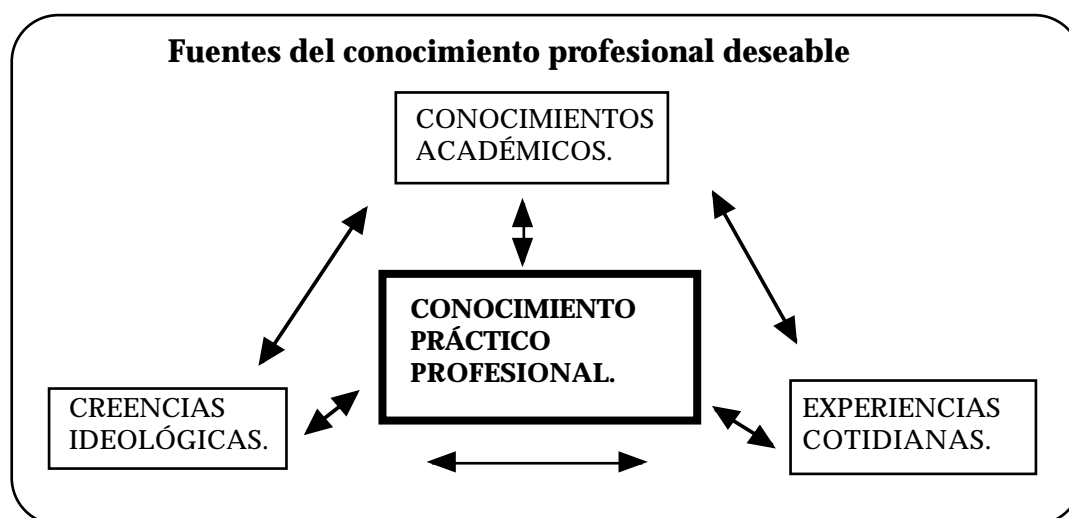 Fuentes del conocimiento profesional deseable
CONOCIMIENTOS
ACADÉMICOS.
CONOCIMIENTO
PRÁCTICO
PROFESIONAL.
CREENCIAS
IDEOLÓGICAS.
EXPERIENCIAS
COTIDIANAS.